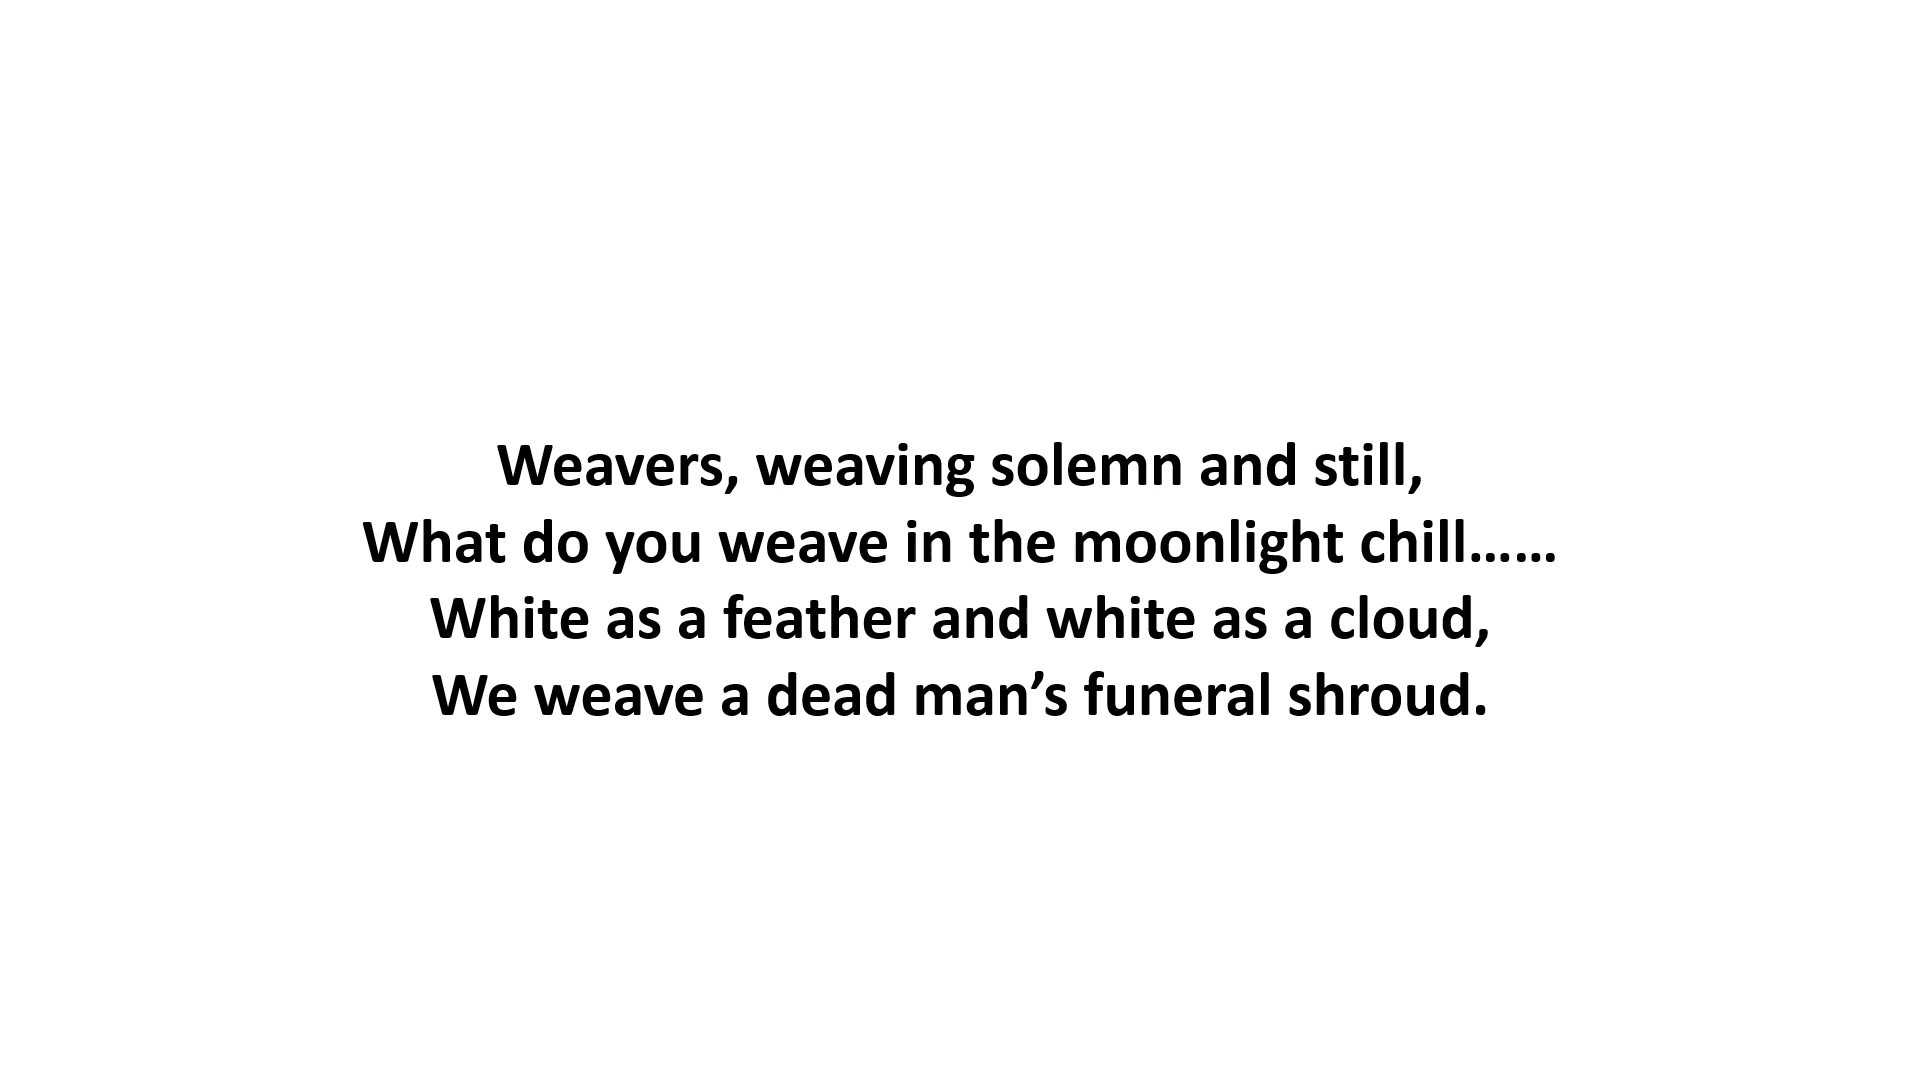 Weavers, weaving solemn and still,
What do you weave in the moonlight chill……
White as a feather and white as a cloud,
We weave a dead man’s funeral shroud.